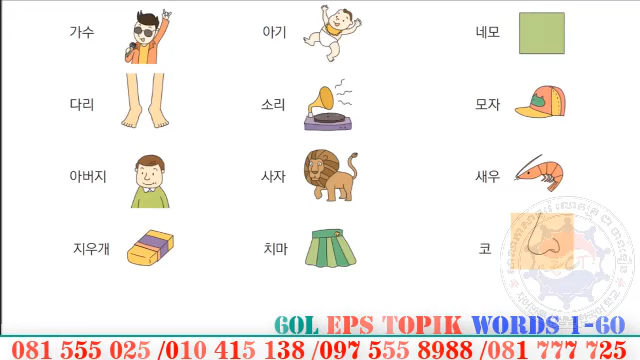 가수 아기 네모
다리 소리 모자
아버지 사자 새우
지우개 치마 코
60L EPS TOPIK WORDS 1-60
081 555 025 /010 415 138 /097 555 8988 /081 777 725